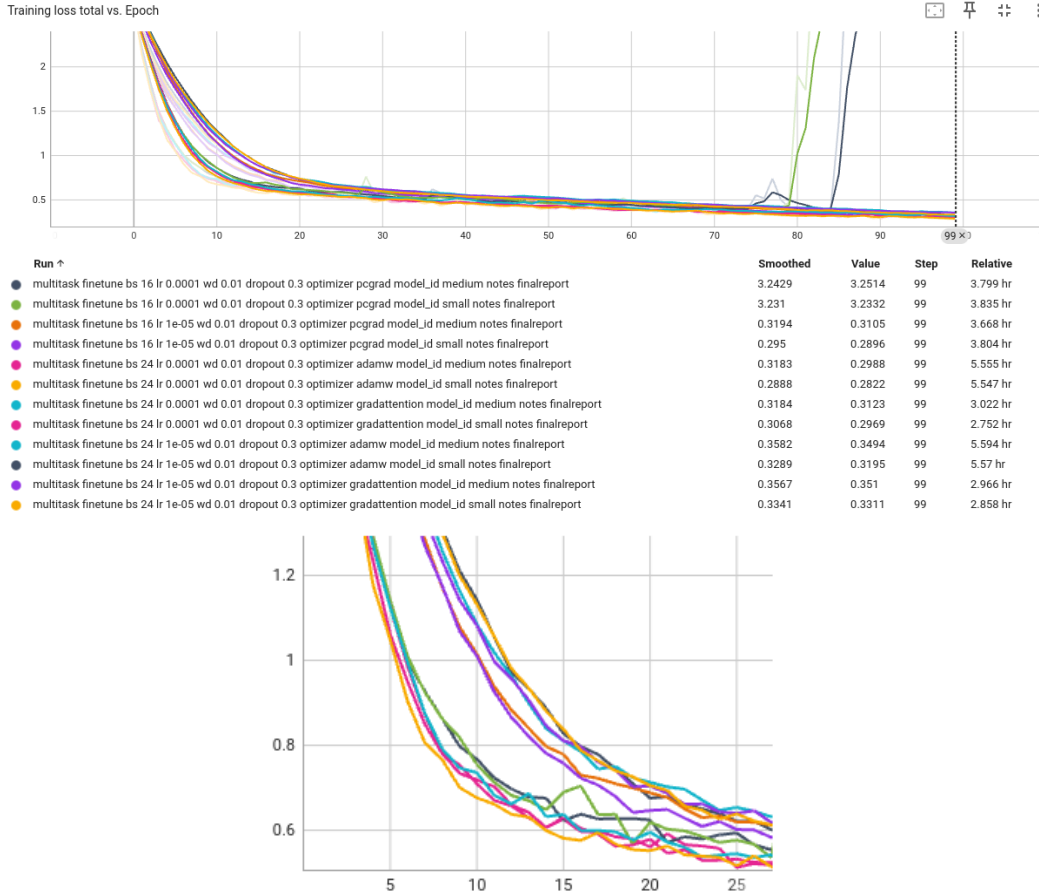 Training loss total vs. Epoch
2
1.5
1
0.5
0 10 20 30 40 50 60 70 80 90 99 ×
Run ↑ Smoothed Value Step Relative
multitask finetune bs 16 lr 0.0001 wd 0.01 dropout 0.3 optimizer pcgrad model_id medium notes finalreport 3.2429 3.2514 99 3.799 hr
multitask finetune bs 16 lr 0.0001 wd 0.01 dropout 0.3 optimizer pcgrad model_id small notes finalreport 3.231 3.2332 99 3.835 hr
multitask finetune bs 16 lr 1e-05 wd 0.01 dropout 0.3 optimizer pcgrad model_id medium notes finalreport 0.3194 0.3105 99 3.668 hr
multitask finetune bs 16 lr 1e-05 wd 0.01 dropout 0.3 optimizer pcgrad model_id small notes finalreport 0.295 0.2896 99 3.804 hr
multitask finetune bs 24 lr 0.0001 wd 0.01 dropout 0.3 optimizer adamw model_id medium notes finalreport 0.3183 0.2988 99 5.555 hr
multitask finetune bs 24 lr 0.0001 wd 0.01 dropout 0.3 optimizer adamw model_id small notes finalreport 0.2888 0.2822 99 5.547 hr
multitask finetune bs 24 lr 0.0001 wd 0.01 dropout 0.3 optimizer gradattention model_id medium notes finalreport 0.3184 0.3123 99 3.022 hr
multitask finetune bs 24 lr 0.0001 wd 0.01 dropout 0.3 optimizer gradattention model_id small notes finalreport 0.3068 0.2969 99 2.752 hr
multitask finetune bs 24 lr 1e-05 wd 0.01 dropout 0.3 optimizer adamw model_id medium notes finalreport 0.3582 0.3494 99 5.594 hr
multitask finetune bs 24 lr 1e-05 wd 0.01 dropout 0.3 optimizer adamw model_id small notes finalreport 0.3289 0.3195 99 5.57 hr
multitask finetune bs 24 lr 1e-05 wd 0.01 dropout 0.3 optimizer gradattention model_id medium notes finalreport 0.3567 0.351 99 2.966 hr
multitask finetune bs 24 lr 1e-05 wd 0.01 dropout 0.3 optimizer gradattention model_id small notes finalreport 0.3341 0.3311 99 2.858 hr
1.2
1
0.8
0.6
5 10 15 20 25